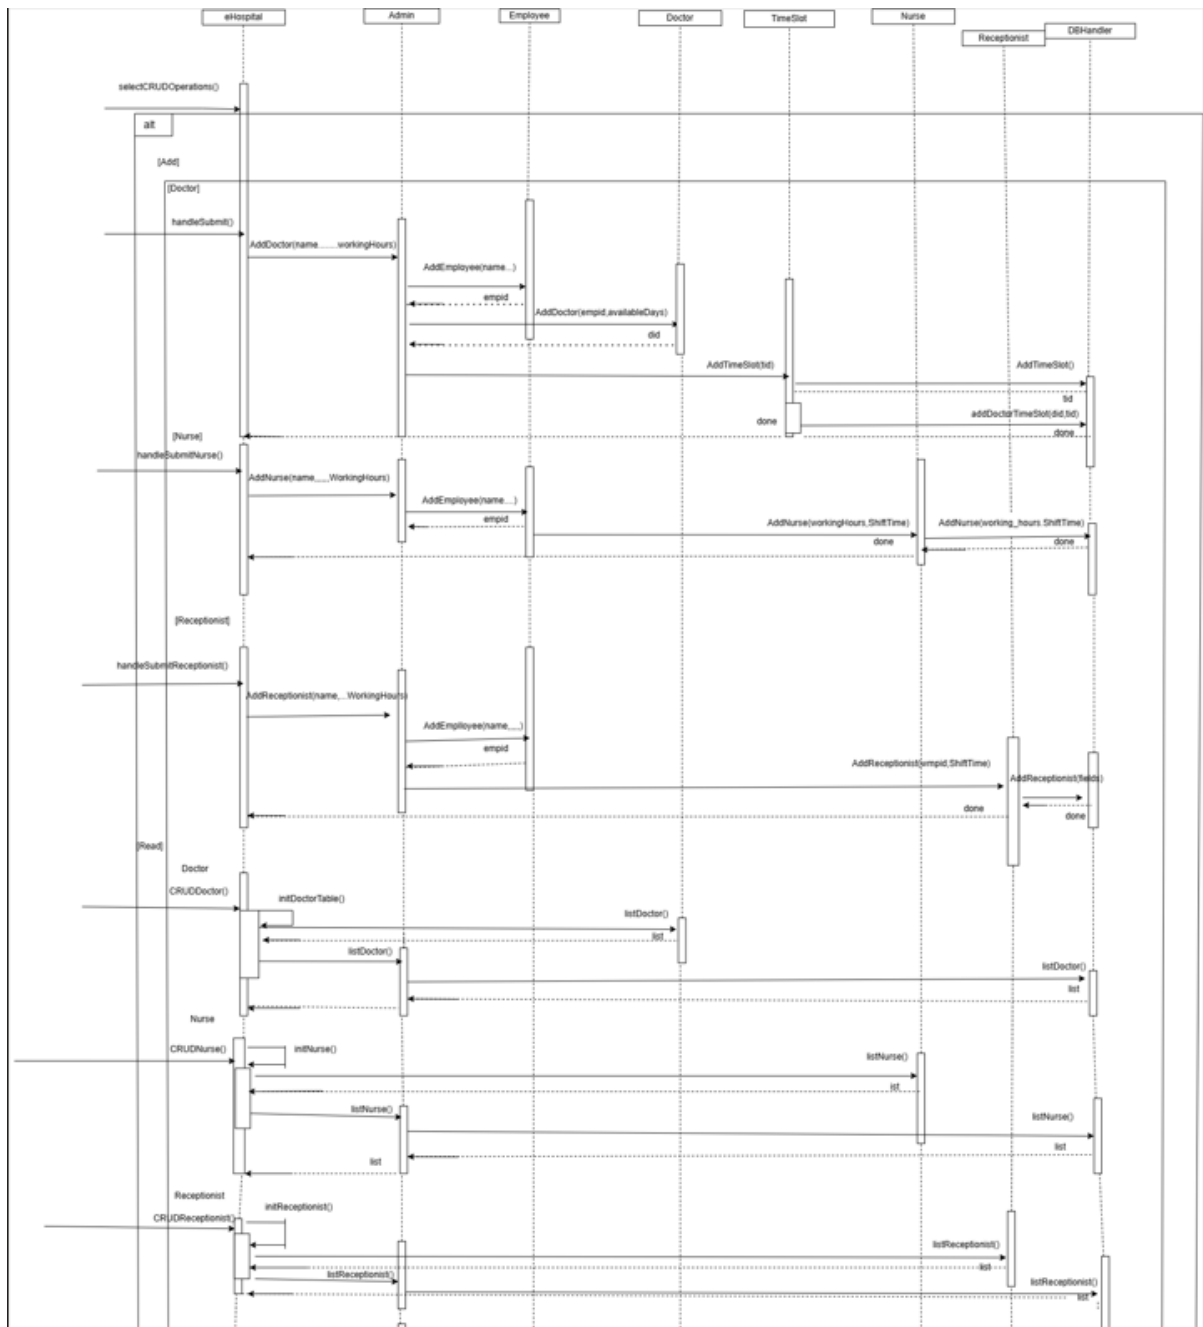 eHospital
Admin
Employee
Doctor
TimeSlot
Nurse
Receptionist
DBHandler
selectCRUDOperations()
alt
[Add]
[Doctor]
handleSubmit()
AddDoctor(name........workingHours)
AddEmployee(name...)
empid
AddDoctor(empid,availableDays)
did
AddTimeSlot(tid)
AddTimeSlot()
tid
addDoctorTimeSlot(did,tid)
done
done
[Nurse]
handleSubmitNurse()
AddNurse(name,,,,,WorkingHours)
AddEmployee(name....)
empid
AddNurse(workingHours,ShiftTime)
AddNurse(working_hours.ShiftTime)
done
done
[Receptionist]
handleSubmitReceptionist()
AddReceptionist(name,...WorkingHours)
AddEmpliyee(name,,,,,)
empid
AddReceptionist(wmpid,ShiftTime)
AddReceptionist(fields)
done
done
[Read]
Doctor
CRUDDoctor()
initDoctorTable()
listDoctor()
list
listDoctor()
listDoctor()
list
Nurse
CRUDNurse()
initNurse()
listNurse()
ist
listNurse()
listNurse()
list
list
Receptionist
CRUDReceptionist()
initReceptionist()
listReceptionist()
list
listReceptionist()
listReceptionist()
list